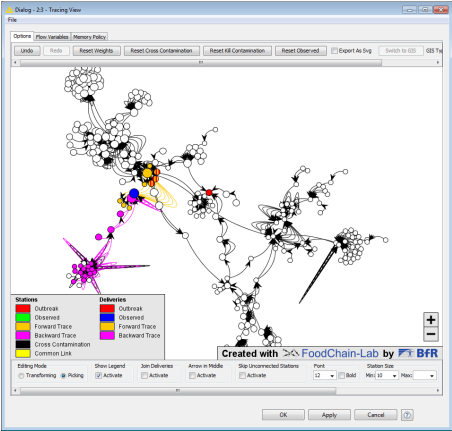 Dialog - 2:3 - Tracing View
File
Options Flow Variables Memory Policy
Undo Redo Reset Weights Reset Cross Contamination Reset Kill Contamination Reset Observed Export As Svg Switch to GIS GIS Typ
Stations Deliveries
Outbreak Outbreak
Observed Observed
Forward Trace Forward Trace
Backward Trace Backward Trace
Cross Contamination
Common Link
+
−
Created with FoodChain-Lab by BfR
Editing Mode Show Legend Join Deliveries Arrow in Middle Skip Unconnected Stations Font Station Size
Transforming Picking Activate Activate Activate Activate 12 Bold Min: 10 Max:
OK Apply Cancel ?